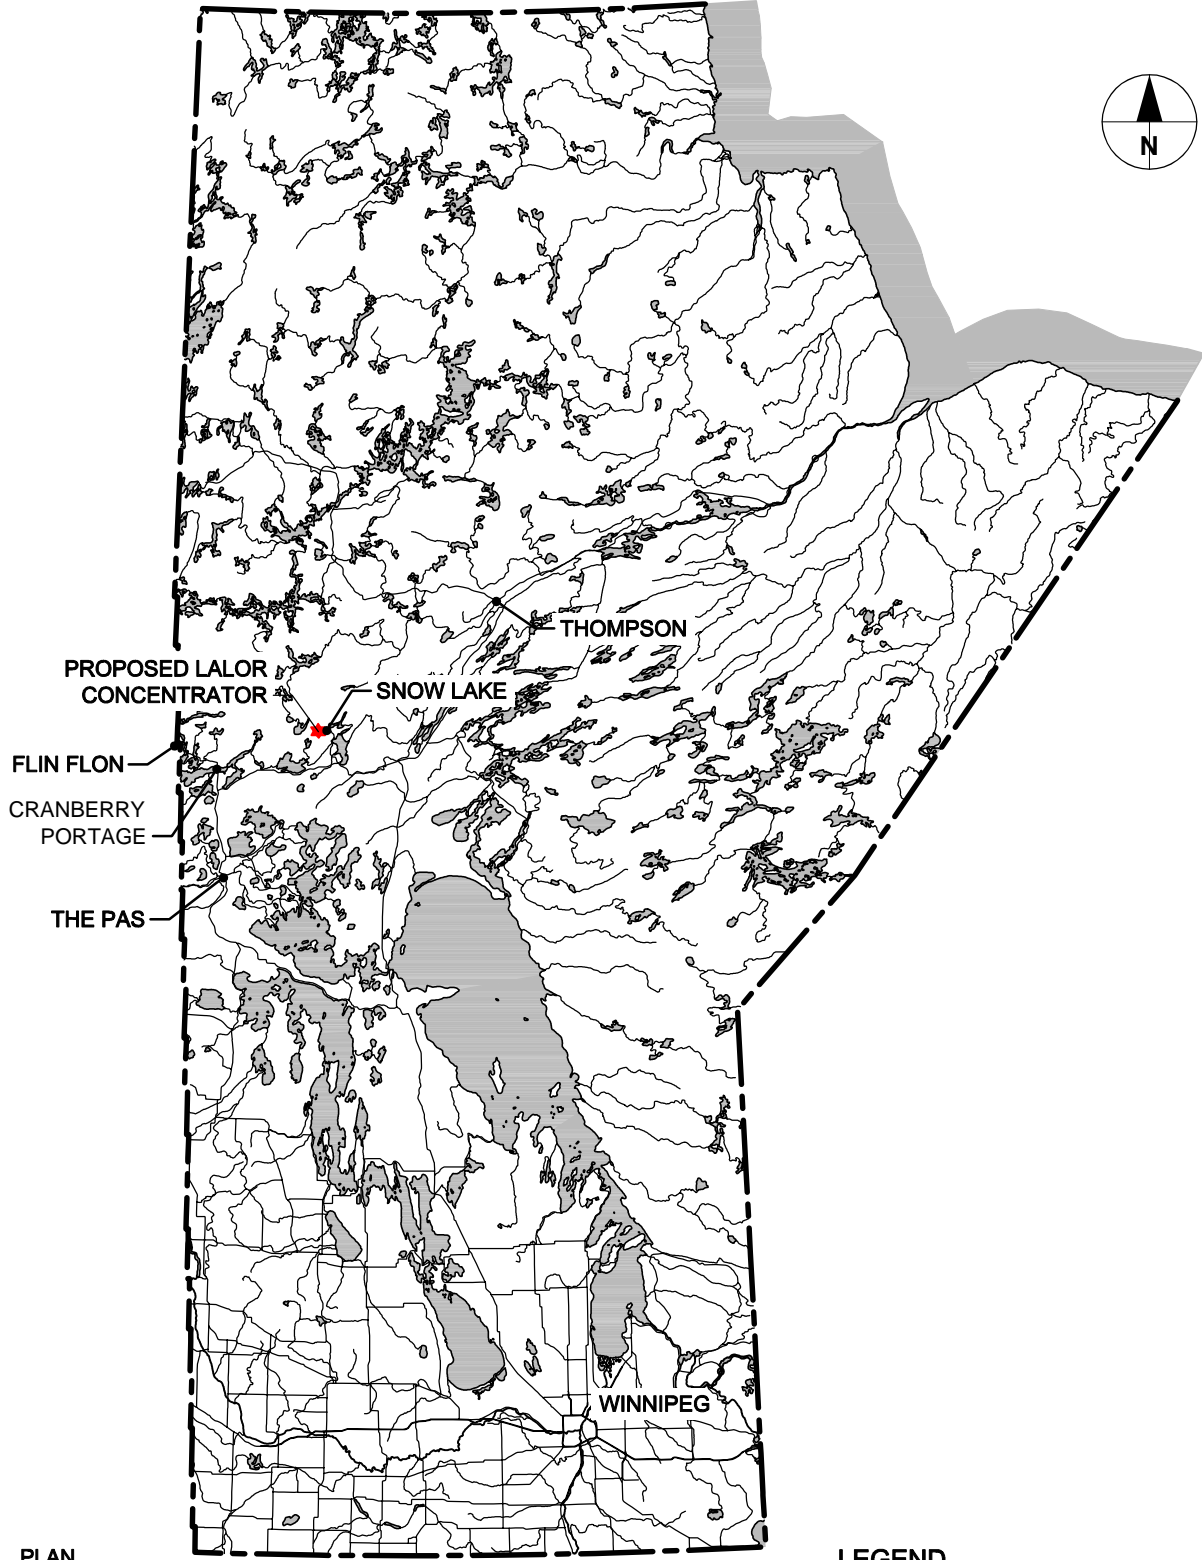 N
THOMPSON
PROPOSED LALOR
CONCENTRATOR
SNOW LAKE
FLIN FLON
CRANBERRY
PORTAGE
THE PAS
WINNIPEG
PLAN
LEGEND